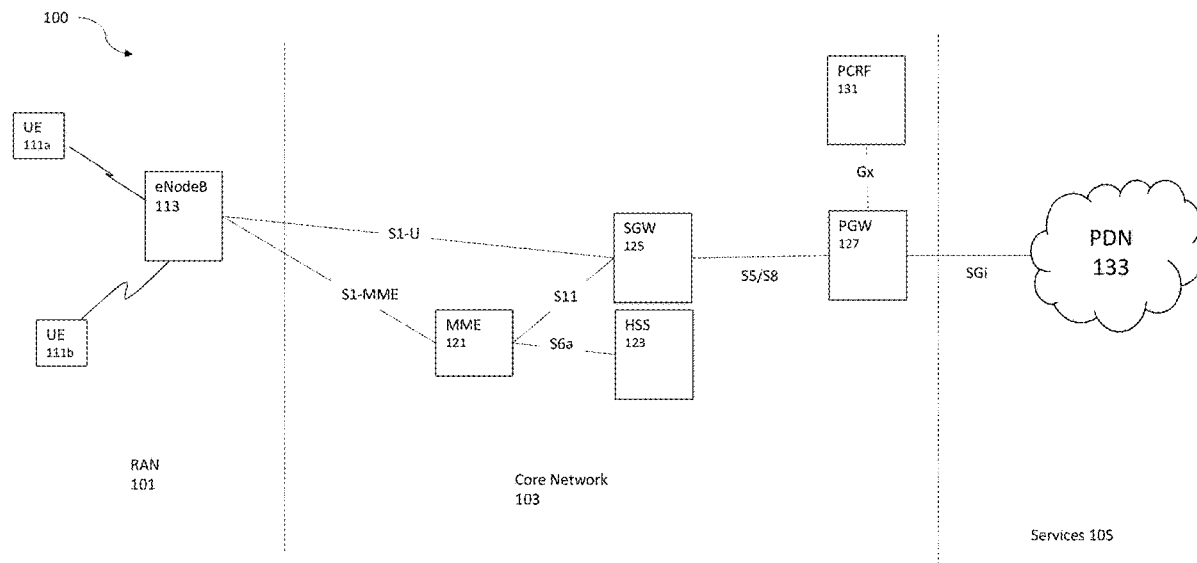 100
PCRF
131
UE
111a
eNodeB
113
Gx
SGW
125
PGW
127
PDN
133
S1-U
S5/S8
SGi
S1-MME
S11
MME
121
S6a
HSS
123
UE
111b
RAN
101
Core Network
103
Services 105